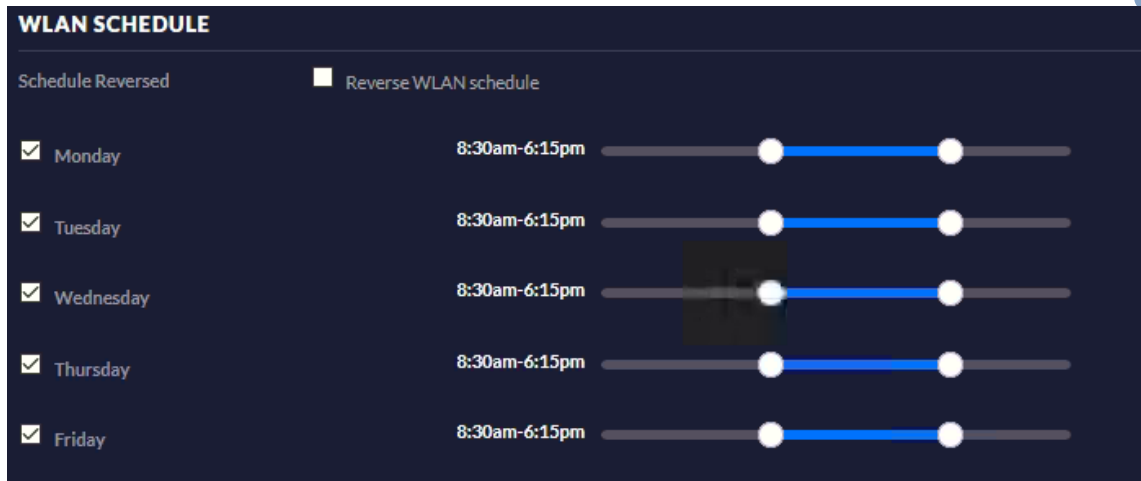 WLAN SCHEDULE
Schedule Reversed Reverse WLAN schedule
Monday 8:30am-6:15pm
Tuesday 8:30am-6:15pm
Wednesday 8:30am-6:15pm
Thursday 8:30am-6:15pm
Friday 8:30am-6:15pm